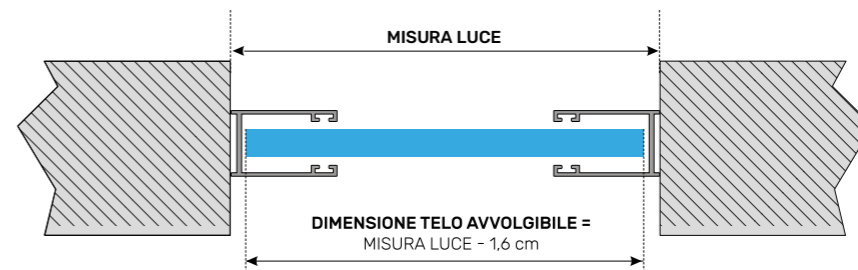 MISURA LUCE
DIMENSIONE TELO AVVOLGIBILE =
MISURA LUCE - 1,6 cm